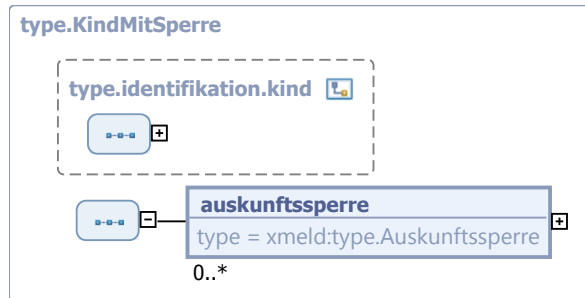 type.KindMitSperre
type.identifikation.kind
auskunftssperre
type = xmeld:type.Auskunftssperre
0..*